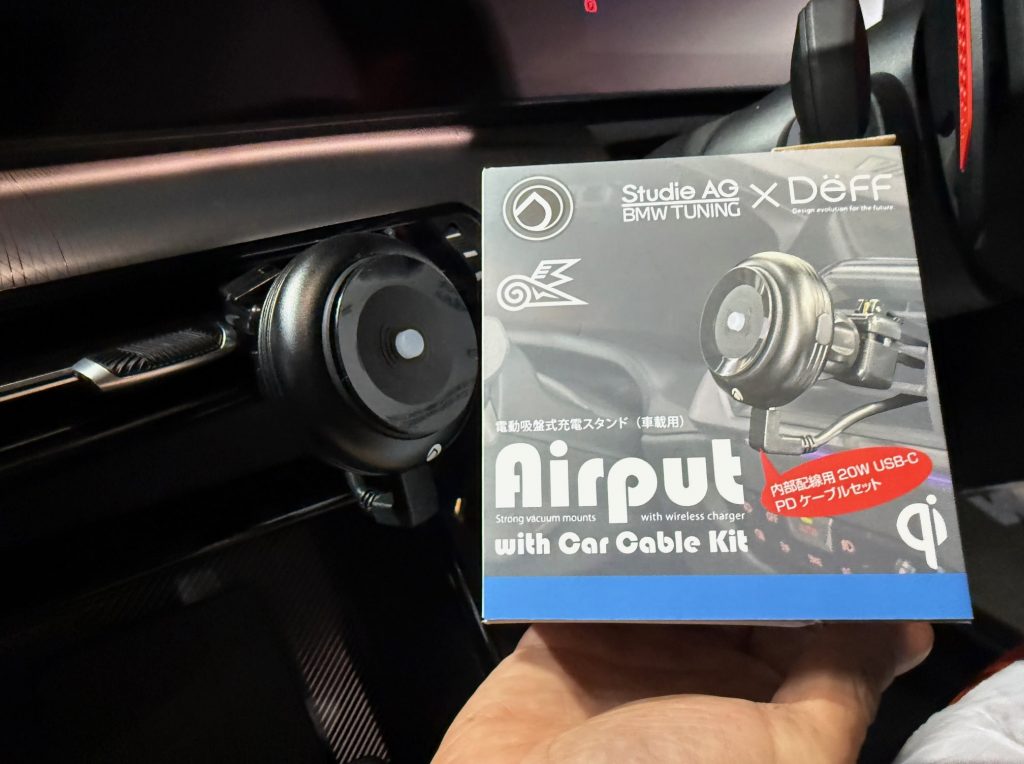 Studie AG
BMW TUNING
×
Dëff
Design evolution for the future
電動吸盤式充電スタンド（車載用）
Airput
Strong vacuum mounts with wireless charger
with Car Cable Kit
内部配線用 20W USB-C
PD ケーブルセット
qi